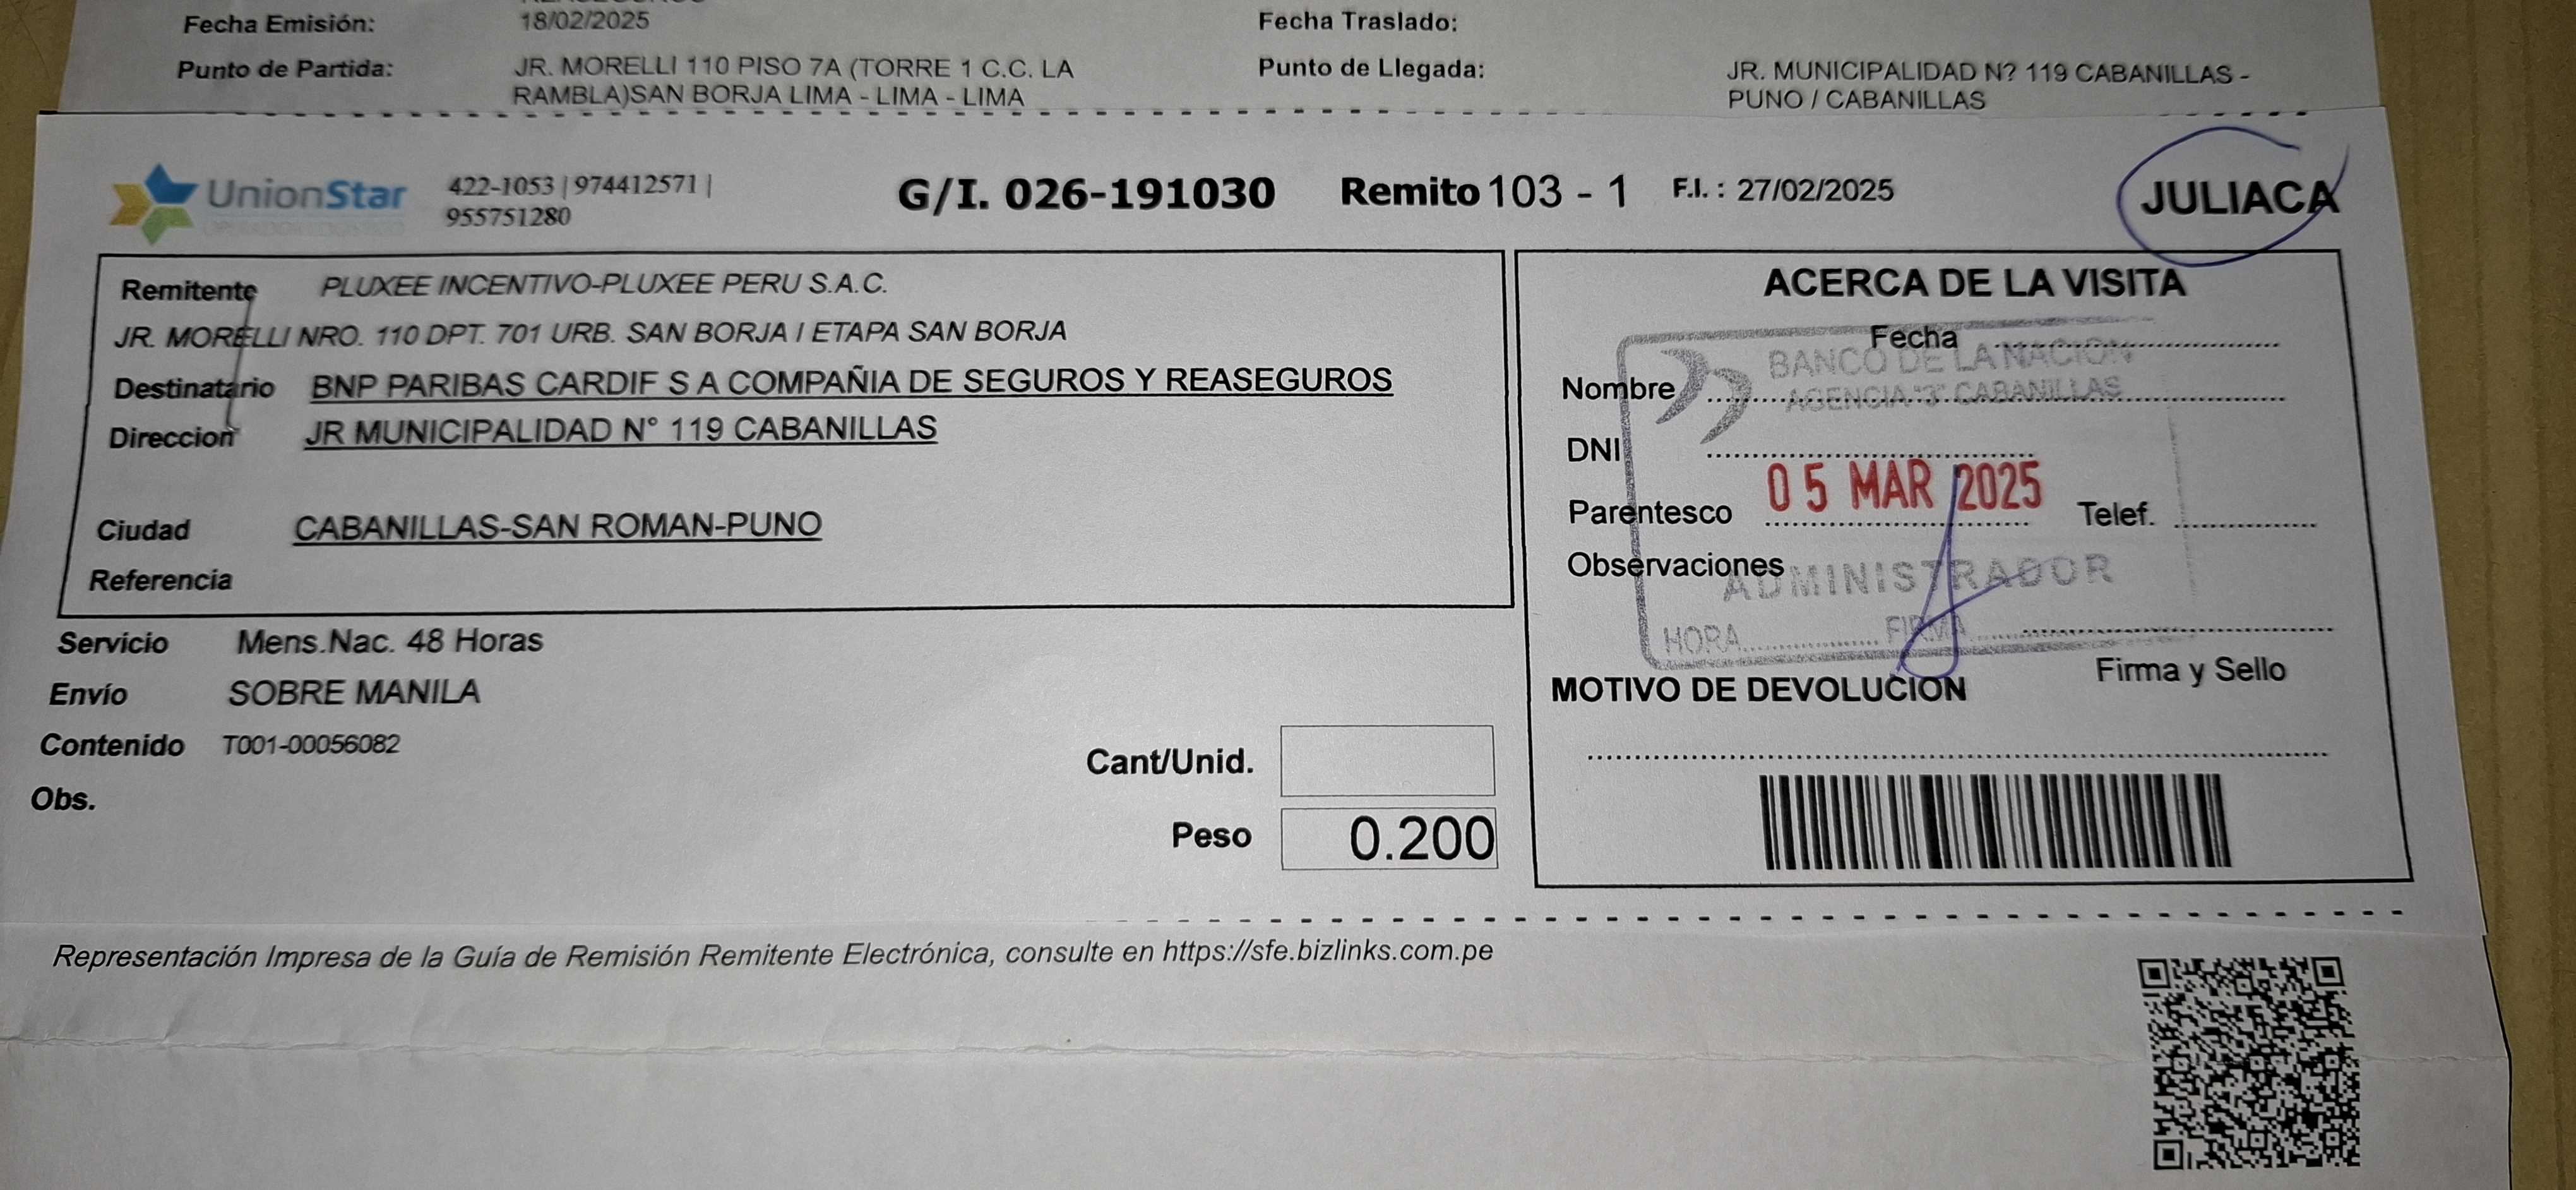 Fecha Emisión: 18/02/2025 Fecha Traslado:
Punto de Partida: JR. MORELLI 110 PISO 7A (TORRE 1 C.C. LA Punto de Llegada: JR. MUNICIPALIDAD N? 119 CABANILLAS -
RAMBLA)SAN BORJA LIMA - LIMA - LIMA PUNO / CABANILLAS
UnionStar 422-1053 | 974412571 | G/I. 026-191030 Remito 103 - 1 F.I. : 27/02/2025 JULIACA
955751280
Remitente PLUXEE INCENTIVO-PLUXEE PERU S.A.C.
JR. MORELLI NRO. 110 DPT. 701 URB. SAN BORJA I ETAPA SAN BORJA
Destinatario BNP PARIBAS CARDIF S A COMPAÑIA DE SEGUROS Y REASEGUROS
Direccion JR MUNICIPALIDAD N° 119 CABANILLAS
Ciudad CABANILLAS-SAN ROMAN-PUNO
Referencia
Servicio Mens.Nac. 48 Horas
Envío SOBRE MANILA
Contenido T001-00056082
Obs.
Cant/Unid.
Peso 0.200
ACERCA DE LA VISITA
Fecha
Nombre
DNI
Parentesco Telef.
Observaciones
Firma y Sello
BANCO DE LA NACION
AGENCIA "3" CABANILLAS
05 MAR 2025
ADMINISTRADOR
HORA FIRMA
MOTIVO DE DEVOLUCION
Representación Impresa de la Guía de Remisión Remitente Electrónica, consulte en https://sfe.bizlinks.com.pe